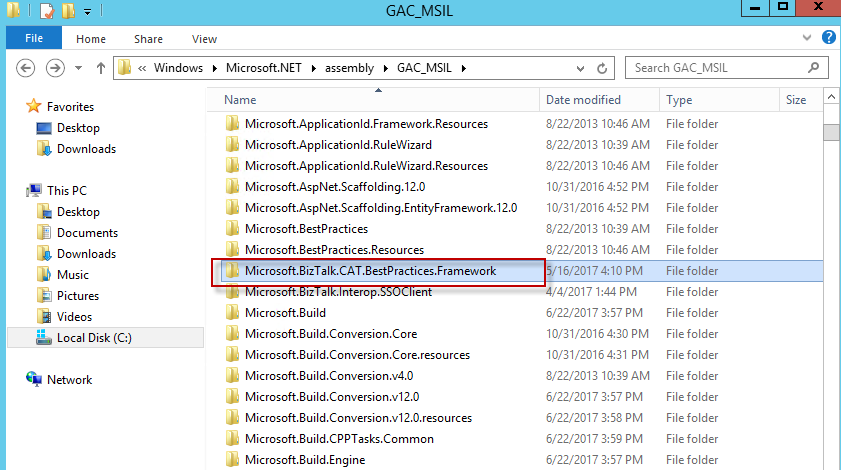 GAC_MSIL
File Home Share View
« Windows Microsoft.NET assembly GAC_MSIL Search GAC_MSIL
Name Date modified Type Size
Favorites
Desktop
Downloads
This PC
Desktop
Documents
Downloads
Music
Pictures
Videos
Local Disk (C:)
Network
Microsoft.ApplicationId.Framework.Resources 8/22/2013 10:46 AM File folder
Microsoft.ApplicationId.RuleWizard 8/22/2013 10:39 AM File folder
Microsoft.ApplicationId.RuleWizard.Resources 8/22/2013 10:46 AM File folder
Microsoft.AspNet.Scaffolding.12.0 10/31/2016 4:52 PM File folder
Microsoft.AspNet.Scaffolding.EntityFramework.12.0 10/31/2016 4:52 PM File folder
Microsoft.BestPractices 8/22/2013 10:39 AM File folder
Microsoft.BestPractices.Resources 8/22/2013 10:46 AM File folder
Microsoft.BizTalk.CAT.BestPractices.Framework 5/16/2017 4:10 PM File folder
Microsoft.BizTalk.Interop.SSOClient 4/4/2017 1:44 PM File folder
Microsoft.Build 6/22/2017 3:57 PM File folder
Microsoft.Build.Conversion.Core 10/31/2016 4:30 PM File folder
Microsoft.Build.Conversion.Core.resources 10/31/2016 4:31 PM File folder
Microsoft.Build.Conversion.v4.0 8/22/2013 10:39 AM File folder
Microsoft.Build.Conversion.v12.0 6/22/2017 3:57 PM File folder
Microsoft.Build.Conversion.v12.0.resources 6/22/2017 3:58 PM File folder
Microsoft.Build.CPPTasks.Common 6/22/2017 3:59 PM File folder
Microsoft.Build.Engine 6/22/2017 3:57 PM File folder